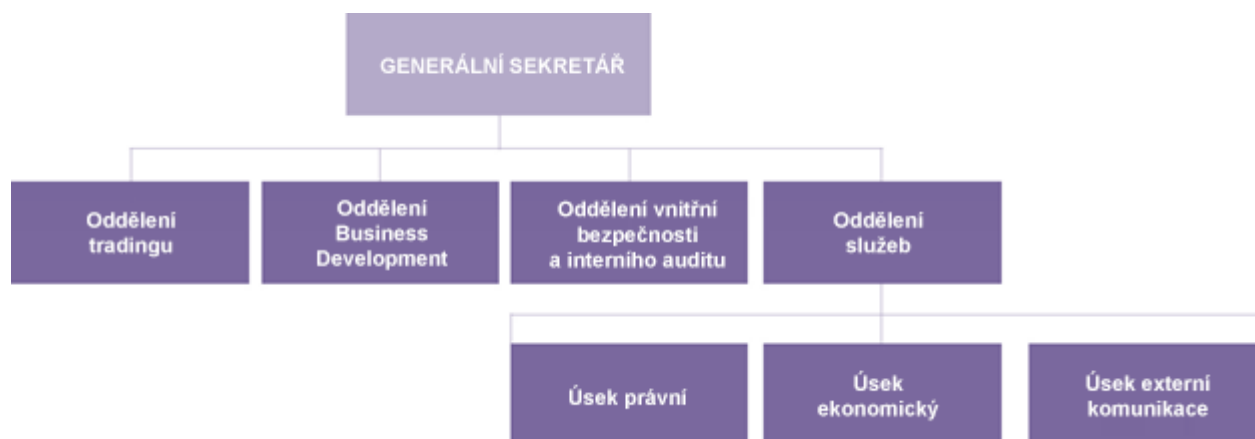 GENERÁLNÍ SEKRETÁŘ
Oddělení
tradingu
Oddělení
Business
Development
Oddělení vnitřní
bezpečnosti
a interního auditu
Oddělení
služeb
Úsek právní
Úsek
ekonomický
Úsek externí
komunikace